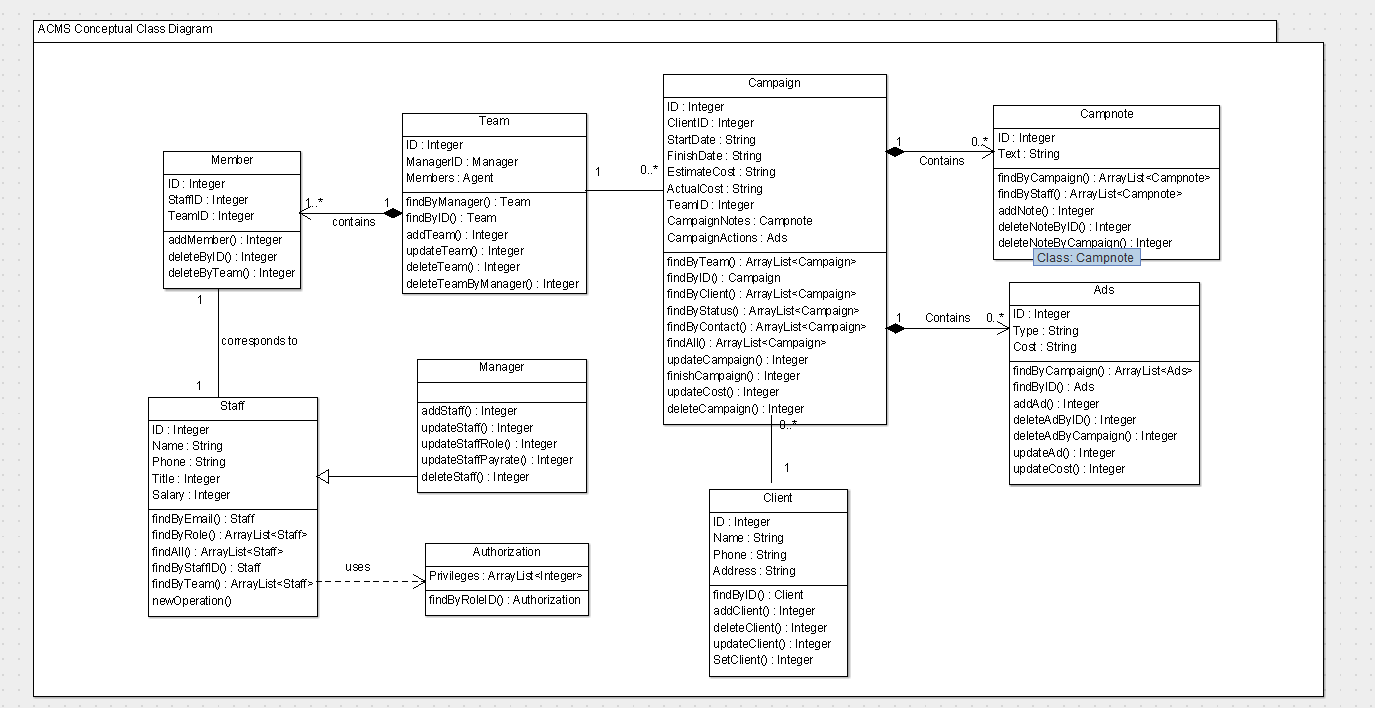 ACMS Conceptual Class Diagram
Member
ID : Integer
StaffID : Integer
TeamID : Integer
addMember() : Integer
deleteByID() : Integer
deleteByTeam() : Integer
1..*
1
contains
Team
ID : Integer
ManagerID : Manager
Members : Agent
findByManager() : Team
findByID() : Team
addTeam() : Integer
updateTeam() : Integer
deleteTeam() : Integer
deleteTeamByManager() : Integer
1
0..*
Campaign
ID : Integer
ClientID : Integer
StartDate : String
FinishDate : String
EstimateCost : String
ActualCost : String
TeamID : Integer
CampaignNotes : Campnote
CampaignActions : Ads
findByTeam() : ArrayList<Campaign>
findByID() : Campaign
findByClient() : ArrayList<Campaign>
findByStatus() : ArrayList<Campaign>
findByContact() : ArrayList<Campaign>
findAll() : ArrayList<Campaign>
updateCampaign() : Integer
finishCampaign() : Integer
updateCost() : Integer
deleteCampaign() : Integer
1
0..*
Contains
Campnote
ID : Integer
Text : String
findByCampaign() : ArrayList<Campnote>
findByStaff() : ArrayList<Campnote>
addNote() : Integer
deleteNoteByID() : Integer
deleteNoteByCampaign() : Integer
Class: Campnote
1
Contains
0..*
Ads
ID : Integer
Type : String
Cost : String
findByCampaign() : ArrayList<Ads>
findByID() : Ads
addAd() : Integer
deleteAdByID() : Integer
deleteAdByCampaign() : Integer
updateAd() : Integer
updateCost() : Integer
1
corresponds to
1
Staff
ID : Integer
Name : String
Phone : String
Title : Integer
Salary : Integer
findByEmail() : Staff
findByRole() : ArrayList<Staff>
findAll() : ArrayList<Staff>
findByStaffID() : Staff
findByTeam() : ArrayList<Staff>
newOperation()
Manager
addStaff() : Integer
updateStaff() : Integer
updateStaffRole() : Integer
updateStaffPayrate() : Integer
deleteStaff() : Integer
uses
Authorization
Privileges : ArrayList<Integer>
findByRoleID() : Authorization
0..*
1
Client
ID : Integer
Name : String
Phone : String
Address : String
findByID() : Client
addClient() : Integer
deleteClient() : Integer
updateClient() : Integer
SetClient() : Integer